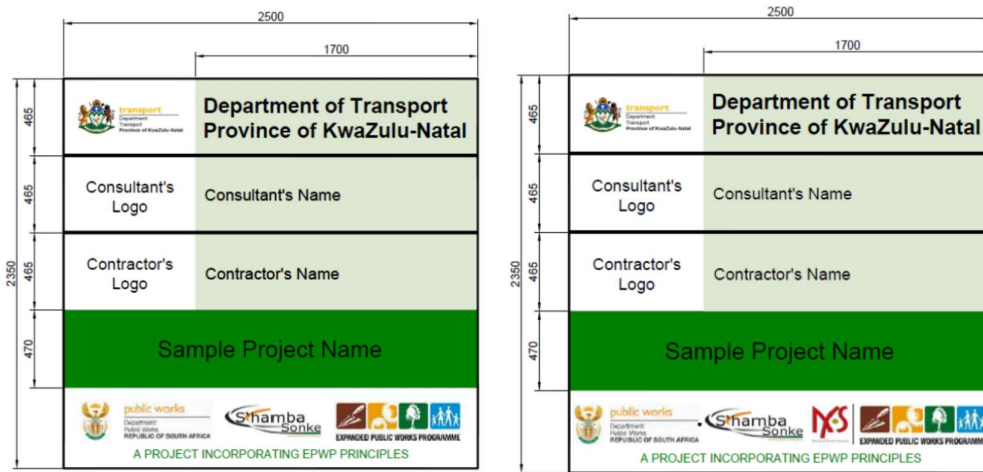 2500
1700
2350
465
465
465
470
transport
Department:
Transport
Province of KwaZulu-Natal
Department of Transport
Province of KwaZulu-Natal
Consultant's
Logo
Consultant's Name
Contractor's
Logo
Contractor's Name
Sample Project Name
public works
Department:
Public Works
REPUBLIC OF SOUTH AFRICA
S'hamba
Sonke
EXPANDED PUBLIC WORKS PROGRAMME
A PROJECT INCORPORATING EPWP PRINCIPLES
2500
1700
2350
465
465
465
470
transport
Department:
Transport
Province of KwaZulu-Natal
Department of Transport
Province of KwaZulu-Natal
Consultant's
Logo
Consultant's Name
Contractor's
Logo
Contractor's Name
Sample Project Name
public works
Department:
Public Works
REPUBLIC OF SOUTH AFRICA
S'hamba
Sonke
NYS
EXPANDED PUBLIC WORKS PROGRAMME
A PROJECT INCORPORATING EPWP PRINCIPLES